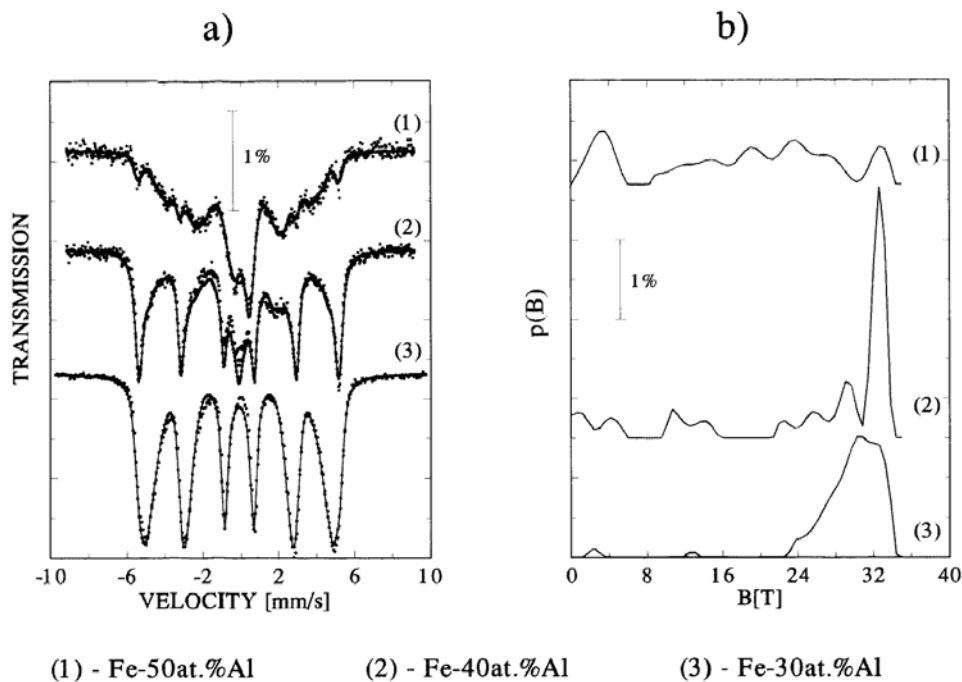 a)
b)
TRANSMISSION
(1)
1%
(2)
(3)
-10 -6 -2 2 6 10
VELOCITY [mm/s]
p(B)
(1)
1%
(2)
(3)
0 8 16 24 32 40
B[T]
(1) - Fe-50at.%Al (2) - Fe-40at.%Al (3) - Fe-30at.%Al